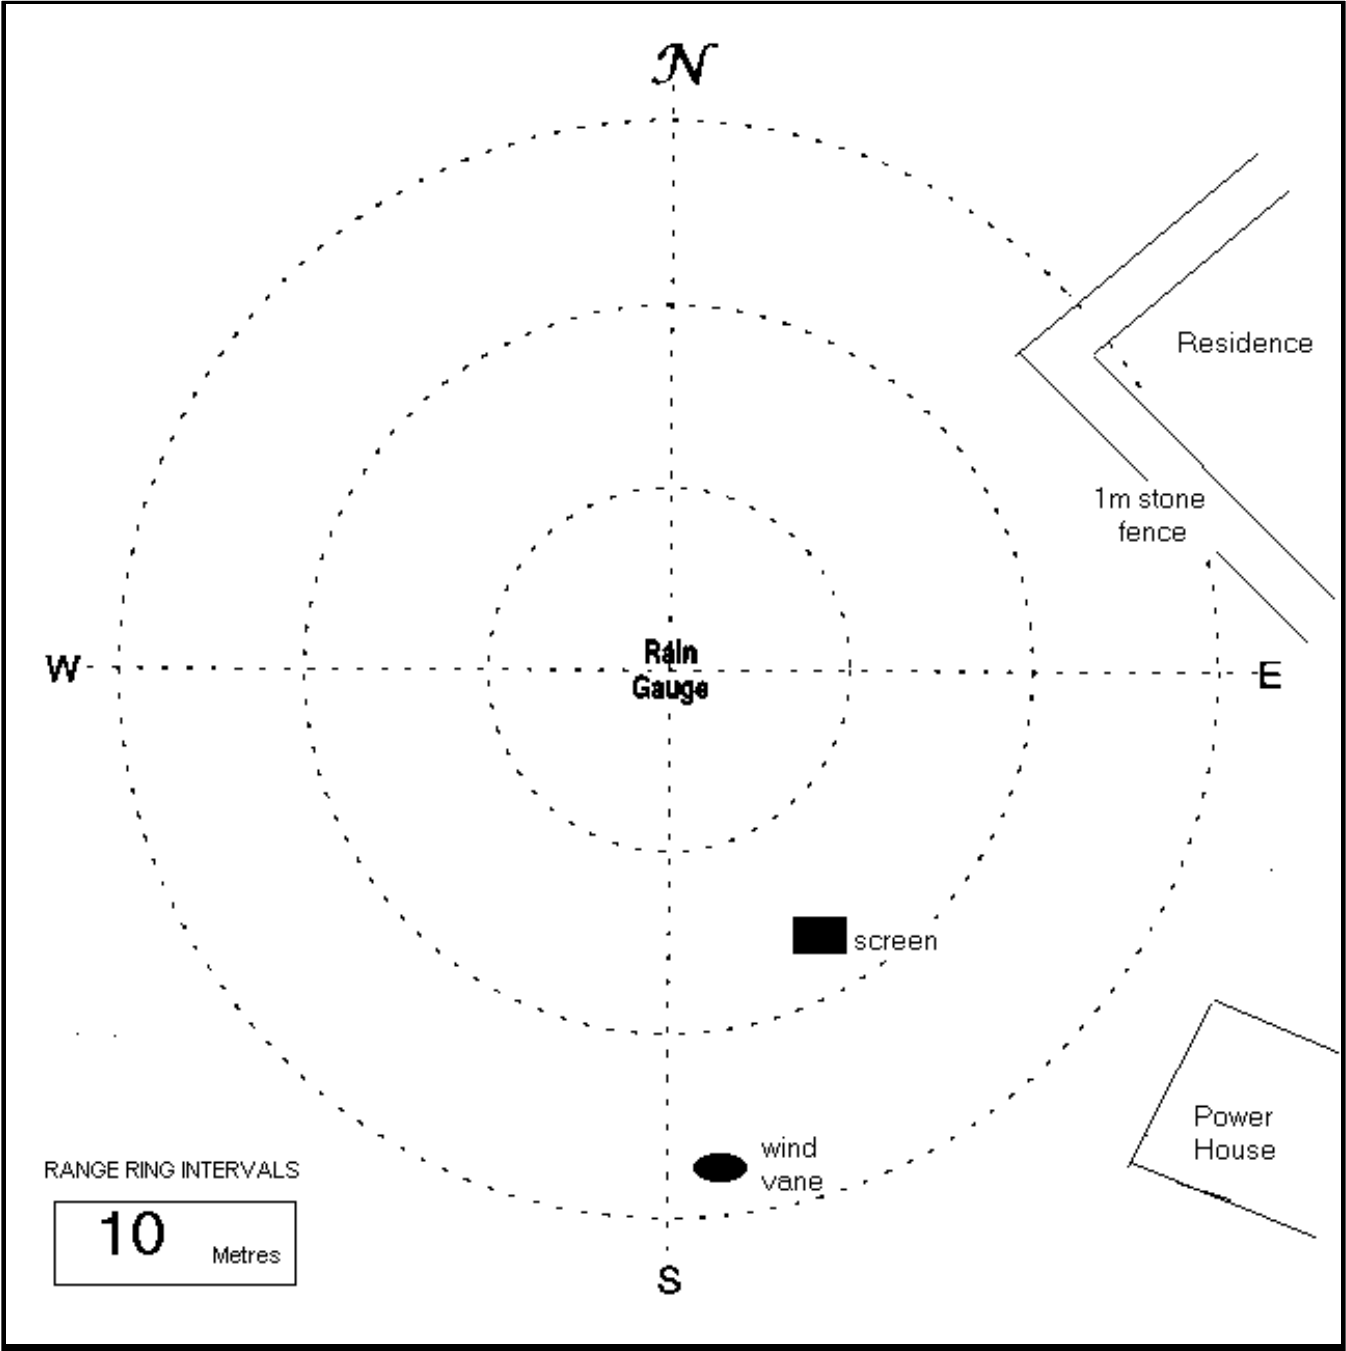 N
Residence
1m stone
fence
Rain
Gauge
W
E
screen
Power
House
wind
vane
RANGE RING INTERVALS
10 Metres
S